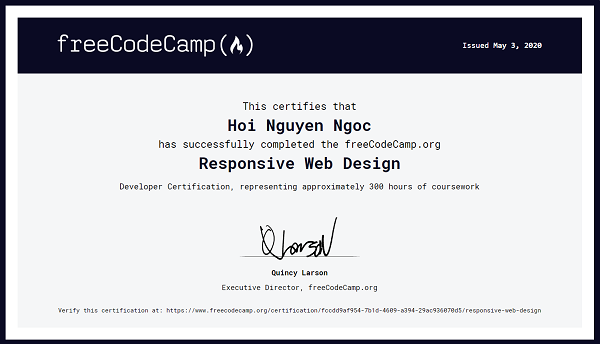 freeCodeCamp
Issued May 3, 2020
This certifies that
Hoi Nguyen Ngoc
has successfully completed the freeCodeCamp.org
Responsive Web Design
Developer Certification, representing approximately 300 hours of coursework
QLarson
Quincy Larson
Executive Director, freeCodeCamp.org
Verify this certification at: https://www.freecodecamp.org/certification/fccdd9af954-7b1d-4609-a394-29ac936070d5/responsive-web-design